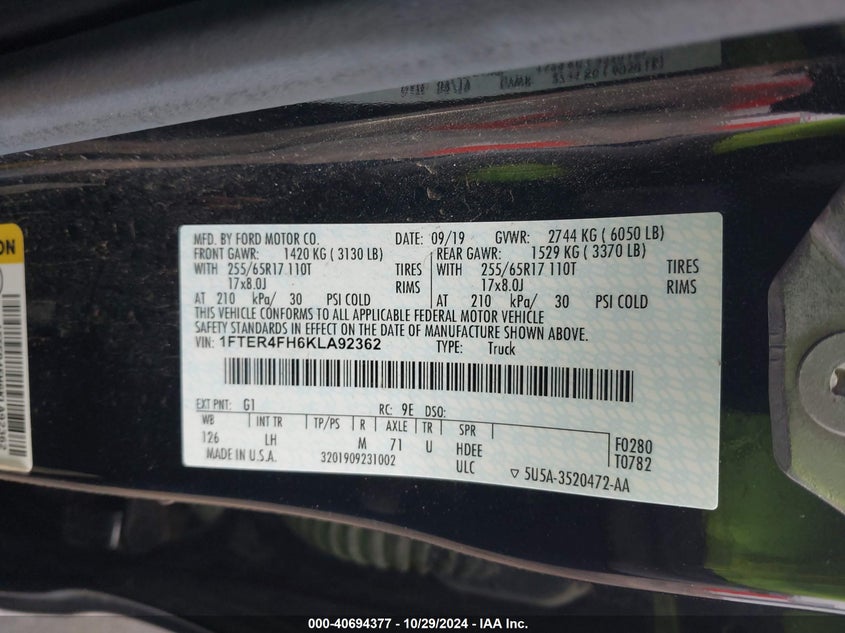 ION
MFD. BY FORD MOTOR CO. DATE: 09/19 GVWR: 2744 KG ( 6050 LB)
FRONT GAWR: 1420 KG ( 3130 LB) REAR GAWR: 1529 KG ( 3370 LB)
WITH 255/65R17 110T TIRES WITH 255/65R17 110T TIRES
17x8.0J RIMS 17x8.0J RIMS
AT 210 kPa/ 30 PSI COLD AT 210 kPa/ 30 PSI COLD
THIS VEHICLE CONFORMS TO ALL APPLICABLE FEDERAL MOTOR VEHICLE
SAFETY STANDARDS IN EFFECT ON THE DATE OF MANUFACTURE SHOWN ABOVE.
VIN: 1FTER4FH6KLA92362 TYPE: Truck
EXT PNT: G1 RC: 9E DSO:
WB INT TR TP/PS R AXLE TR SPR
126 LH M 71 U HDEE F0280
MADE IN U.S.A. 3201909231002 ULC T0782
5U5A-3520472-AA
000-40694377 - 10/29/2024 - IAA Inc.